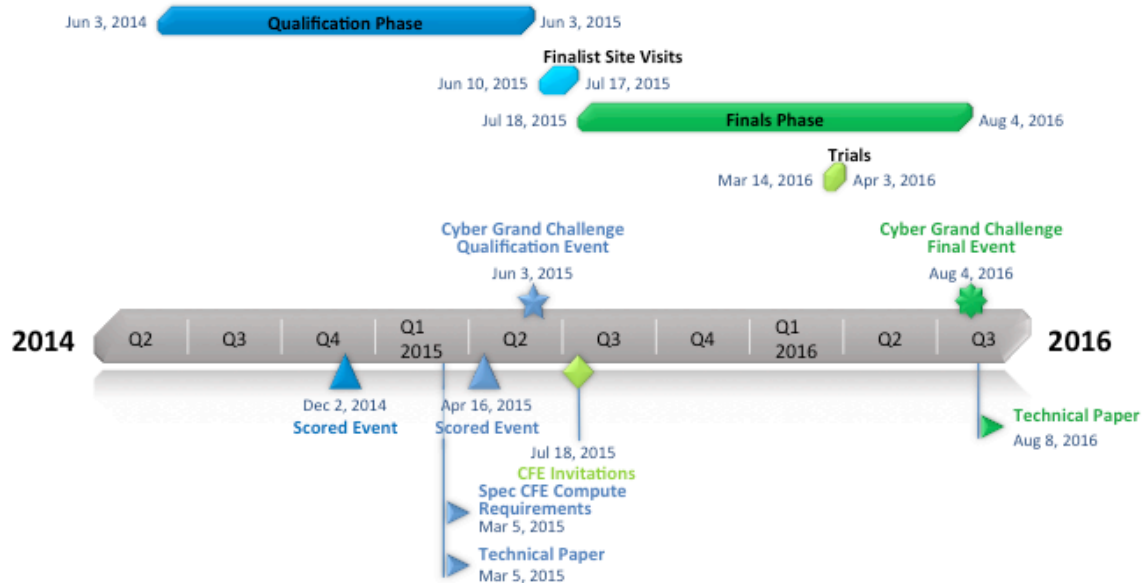 Jun 3, 2014
Qualification Phase
Jun 3, 2015
Finalist Site Visits
Jun 10, 2015
Jul 17, 2015
Jul 18, 2015
Finals Phase
Aug 4, 2016
Trials
Mar 14, 2016
Apr 3, 2016
Cyber Grand Challenge
Qualification Event
Jun 3, 2015
Cyber Grand Challenge
Final Event
Aug 4, 2016
2014
Q2
Q3
Q4
Q1
2015
Q2
Q3
Q4
Q1
2016
Q2
Q3
2016
Dec 2, 2014
Scored Event
Apr 16, 2015
Scored Event
Jul 18, 2015
CFE Invitations
Technical Paper
Aug 8, 2016
Spec CFE Compute
Requirements
Mar 5, 2015
Technical Paper
Mar 5, 2015